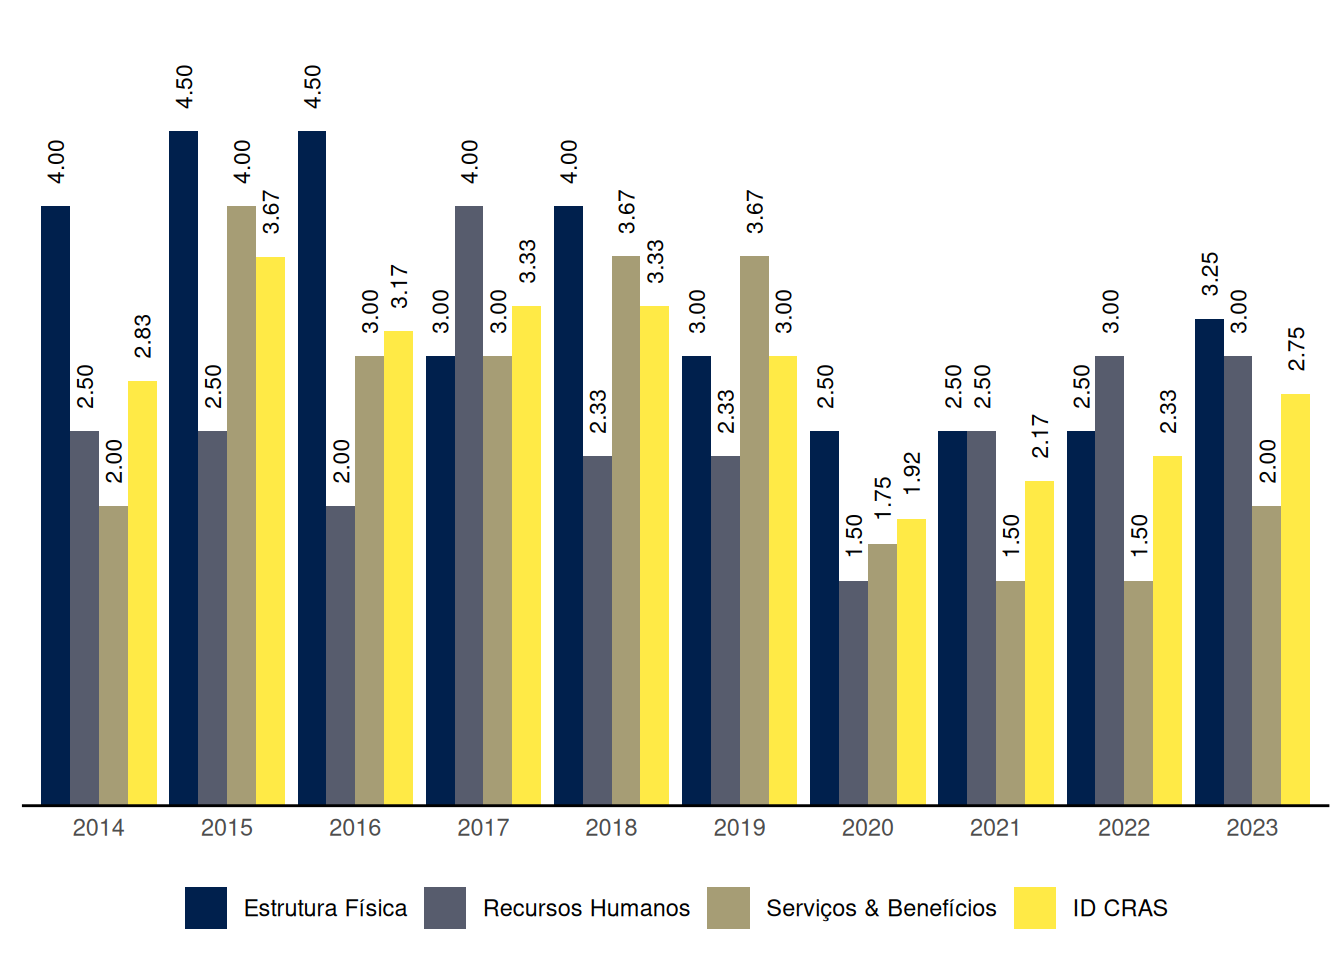 4.00 2.50 2.00 2.83
4.50 2.50 4.00 3.67
4.50 2.00 3.00 3.17
3.00 4.00 3.00 3.33
4.00 2.33 3.67 3.33
3.00 2.33 3.67 3.00
2.50 1.50 1.75 1.92
2.50 2.50 1.50 2.17
2.50 3.00 1.50 2.33
3.25 3.00 2.00 2.75
2014 2015 2016 2017 2018 2019 2020 2021 2022 2023
Estrutura Física Recursos Humanos Serviços & Benefícios ID CRAS